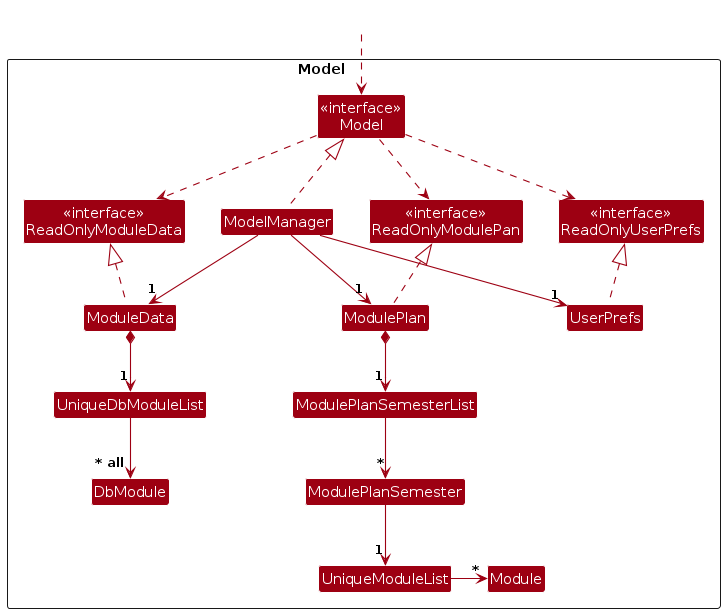 Model
«interface»
Model
«interface»
ReadOnlyModuleData
ModelManager
«interface»
ReadOnlyModulePan
«interface»
ReadOnlyUserPrefs
1
1
1
ModuleData
ModulePlan
UserPrefs
1
1
UniqueDbModuleList
ModulePlanSemesterList
* all
*
DbModule
ModulePlanSemester
1
UniqueModuleList
*
Module